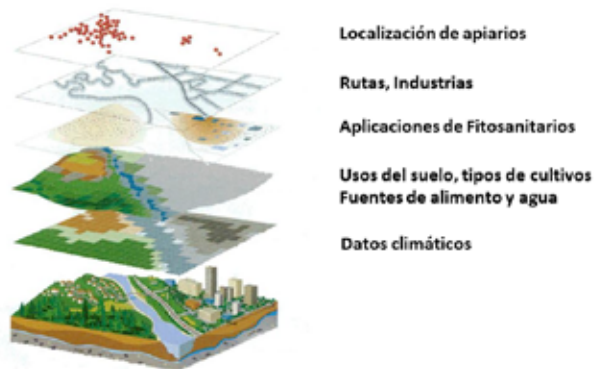 Localización de apiarios
Rutas, Industrias
Aplicaciones de Fitosanitarios
Usos del suelo, tipos de cultivos
Fuentes de alimento y agua
Datos climáticos